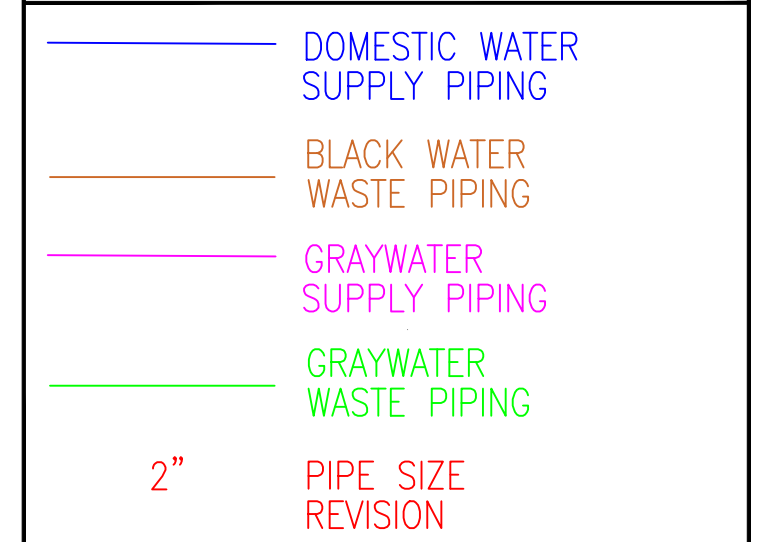 DOMESTIC WATER
SUPPLY PIPING
BLACK WATER
WASTE PIPING
GRAYWATER
SUPPLY PIPING
GRAYWATER
WASTE PIPING
2” PIPE SIZE
REVISION